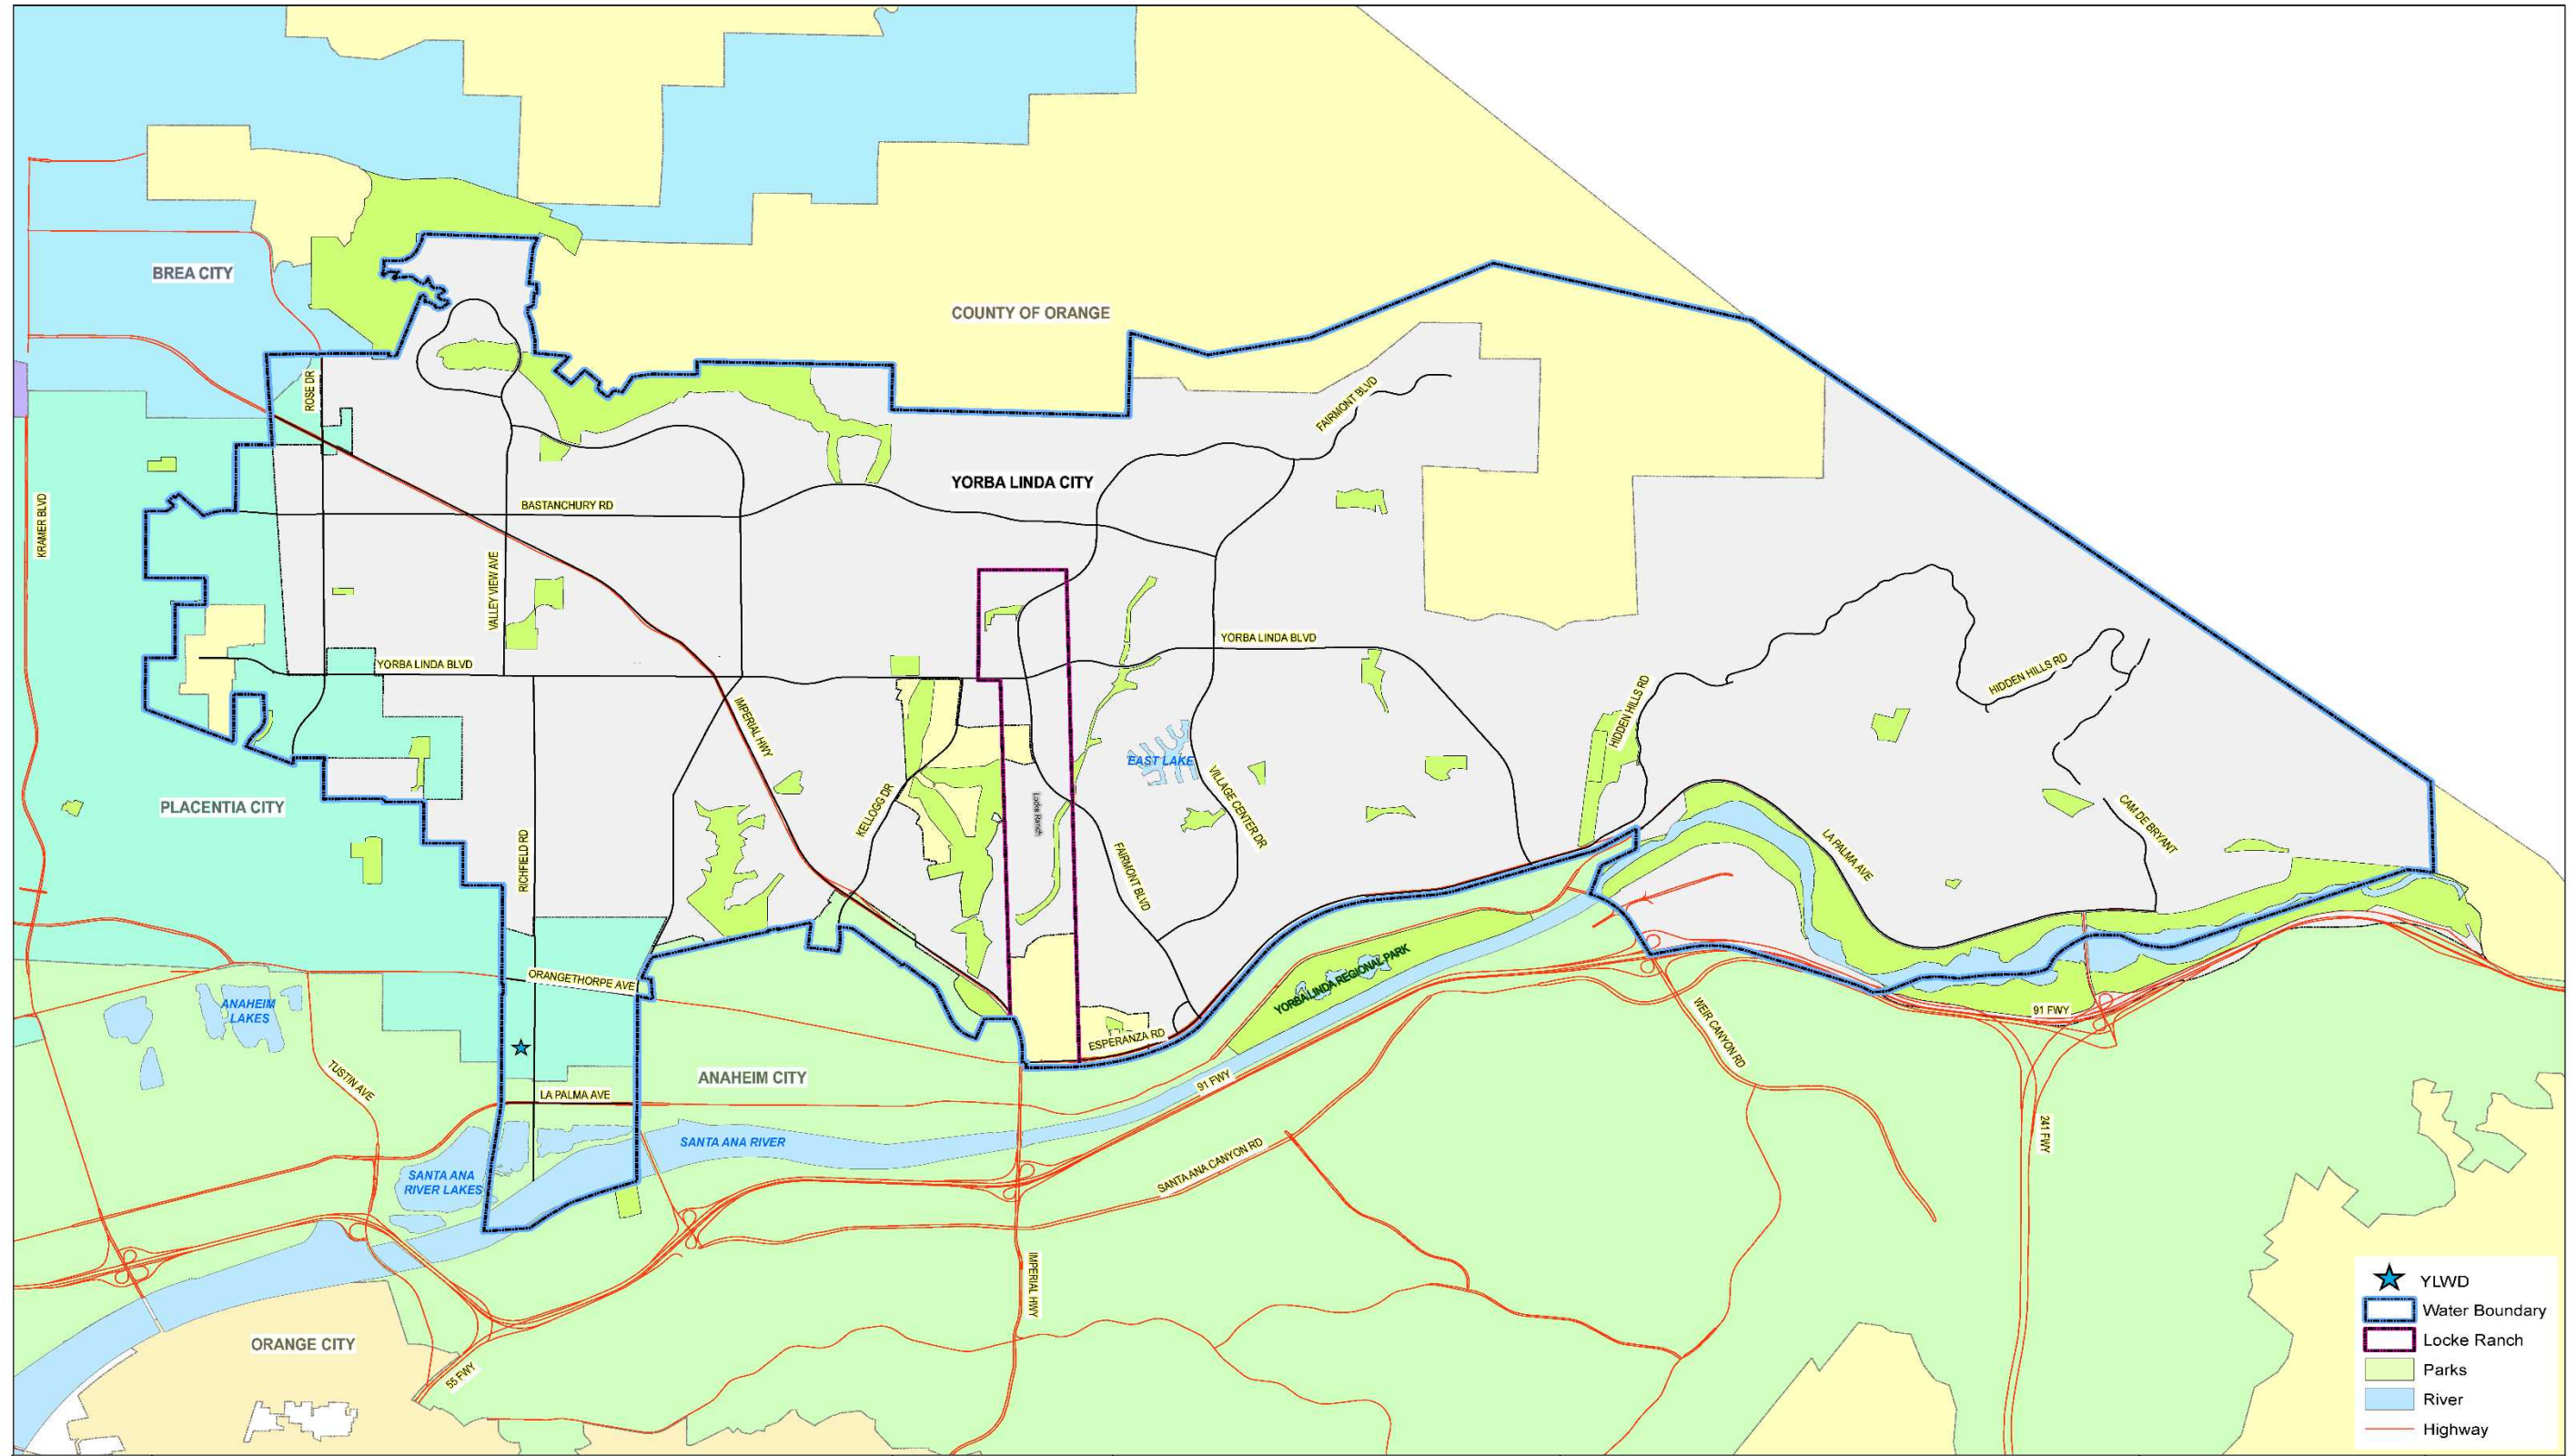 BREA CITY
COUNTY OF ORANGE
ROSE DR
FAIRMONT BLVD
YORBA LINDA CITY
KRAMER BLVD
BASTANCHURY RD
VALLEY VIEW AVE
YORBA LINDA BLVD
YORBA LINDA BLVD
HIDDEN HILLS RD
HIDDEN HILLS RD
IMPERIAL HWY
EAST LAKE
VILLAGE CENTER DR
PLACENTIA CITY
KELLOGG DR
Locke Ranch
CAM DE BRYANT
LA PALMA AVE
RICHFIELD RD
FAIRMONT BLVD
YORBA LINDA REGIONAL PARK
ORANGETHORPE AVE
ANAHEIM
LAKES
91 FWY
WEIR CANYON RD
ESPERANZA RD
TUSTIN AVE
ANAHEIM CITY
91 FWY
LA PALMA AVE
241 FWY
SANTA ANA RIVER
SANTA ANA CANYON RD
SANTA ANA
RIVER LAKES
IMPERIAL HWY
ORANGE CITY
55 FWY
YLWD
Water Boundary
Locke Ranch
Parks
River
Highway